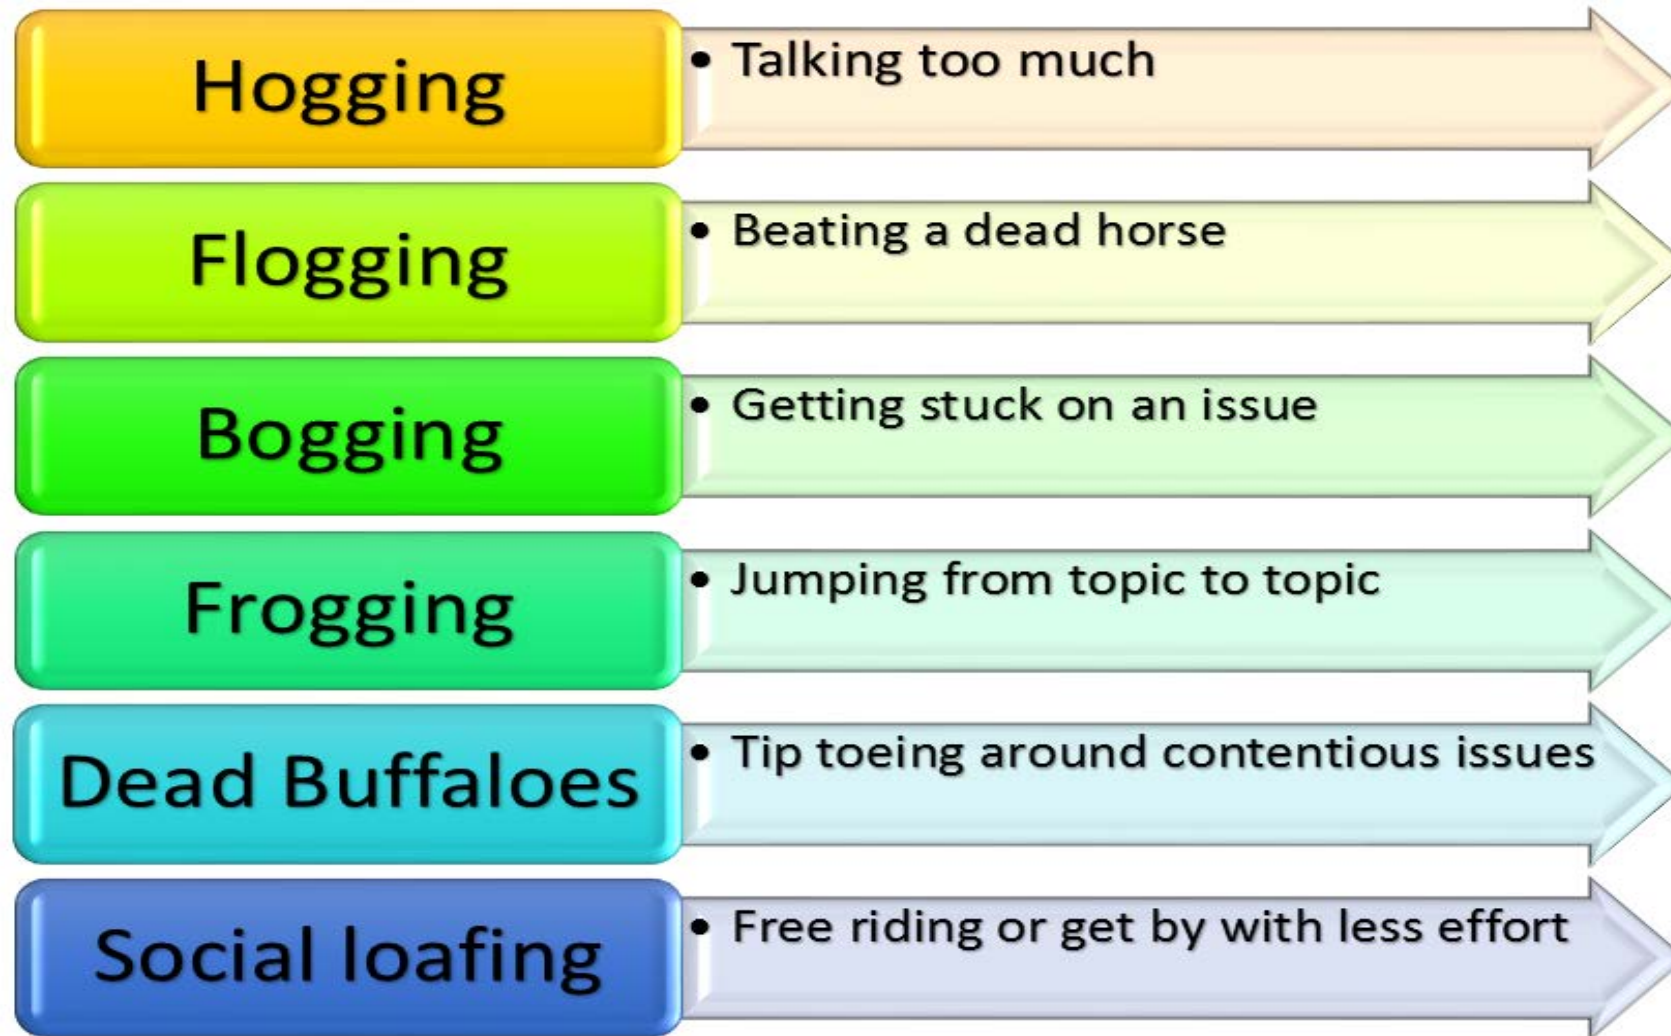 Hogging
• Talking too much
Flogging
• Beating a dead horse
Bogging
• Getting stuck on an issue
Frogging
• Jumping from topic to topic
Dead Buffaloes
• Tip toeing around contentious issues
Social loafing
• Free riding or get by with less effort